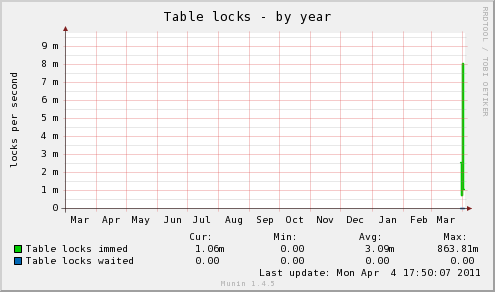 Table locks - by year
RRDTOOL / TOBI OETIKER
locks per second
9 m
8 m
7 m
6 m
5 m
4 m
3 m
2 m
1 m
0
Mar Apr May Jun Jul Aug Sep Oct Nov Dec Jan Feb Mar
Cur: Min: Avg: Max:
Table locks immed 1.06m 0.00 3.09m 863.81m
Table locks waited 0.00 0.00 0.00 0.00
Last update: Mon Apr 4 17:50:07 2011
Munin 1.4.5